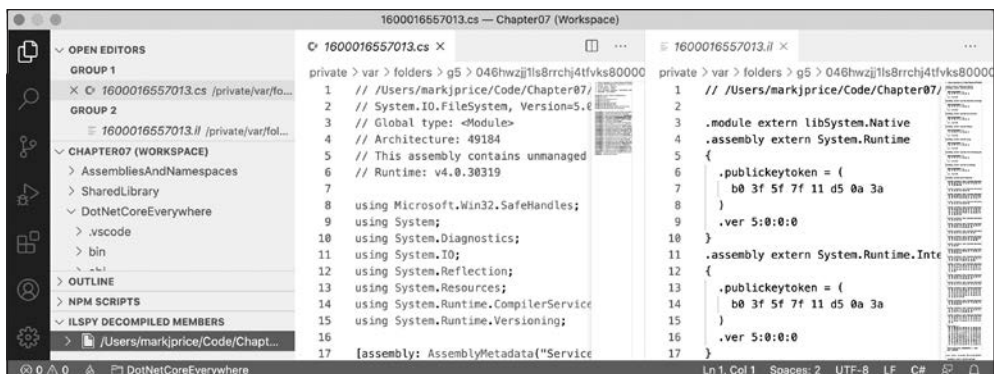 1600016557013.cs — Chapter07 (Workspace)
OPEN EDITORS
GROUP 1
1600016557013.cs /private/var/fo...
GROUP 2
1600016557013.il /private/var/fol...
CHAPTER07 (WORKSPACE)
AssembliesAndNamespaces
SharedLibrary
DotNetCoreEverywhere
.vscode
bin
OUTLINE
NPM SCRIPTS
ILSPY DECOMPILED MEMBERS
/Users/markjprice/Code/Chapt...
1600016557013.cs
private > var > folders > g5 > 046hwzjj1ls8rrchj4tfvks80000
1 // /Users/markjprice/Code/Chapter07/
2 // System.IO.FileSystem, Version=5.0
3 // Global type: <Module>
4 // Architecture: 49184
5 // This assembly contains unmanaged
6 // Runtime: v4.0.30319
7
8 using Microsoft.Win32.SafeHandles;
9 using System;
10 using System.Diagnostics;
11 using System.IO;
12 using System.Reflection;
13 using System.Resources;
14 using System.Runtime.CompilerService
15 using System.Runtime.Versioning;
16
17 [assembly: AssemblyMetadata("Service
1600016557013.il
private > var > folders > g5 > 046hwzjj1ls8rrchj4tfvks80000
1 // /Users/markjprice/Code/Chapter07/
2
3 .module extern libSystem.Native
4 .assembly extern System.Runtime
5 {
6 .publickeytoken = (
7 b0 3f 5f 7f 11 d5 0a 3a
8 )
9 .ver 5:0:0:0
10 }
11 .assembly extern System.Runtime.Inte
12 {
13 .publickeytoken = (
14 b0 3f 5f 7f 11 d5 0a 3a
15 )
16 .ver 5:0:0:0
17 }
0 0 DotNetCoreEverywhere
Ln 1, Col 1 Spaces: 2 UTF-8 LF C#